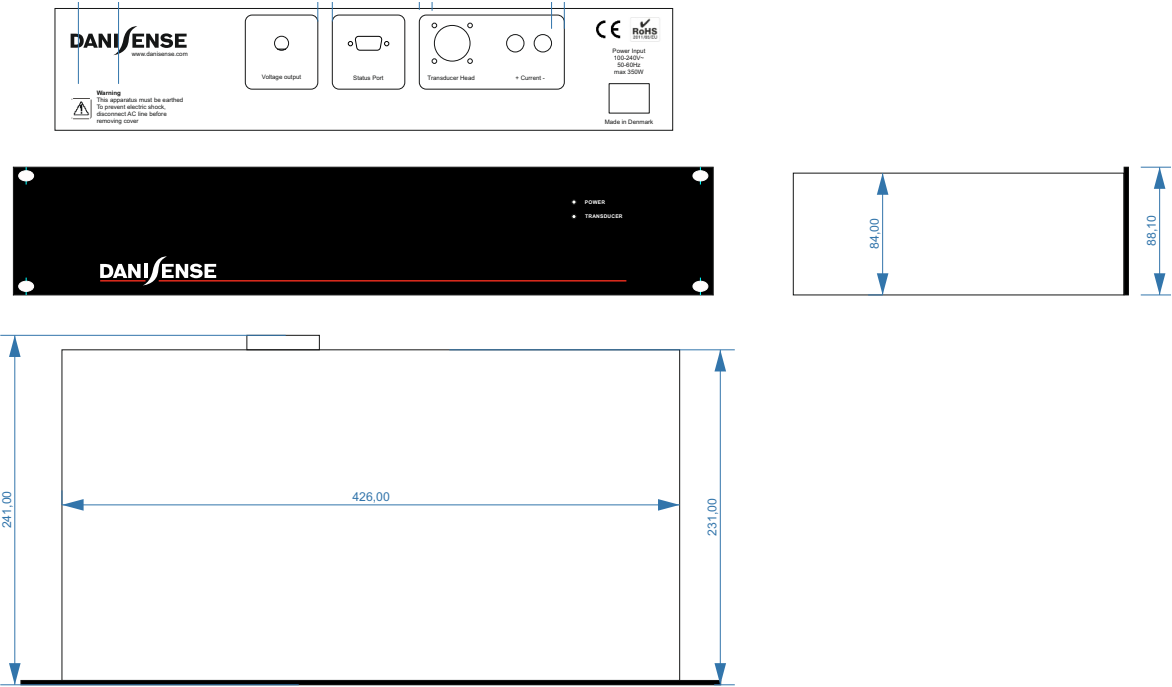 DANISENSE
www.danisense.com
Warning
This apparatus must be earthed
To prevent electric shock,
disconnect AC line before
removing cover
Voltage output
Status Port
Transducer Head
+ Current -
CE
RoHS
2011/65/EU
Power Input
100-240V~
50-60Hz
max 350W
Made in Denmark
POWER
TRANSDUCER
DANISENSE
84,00
88,10
241,00
426,00
231,00